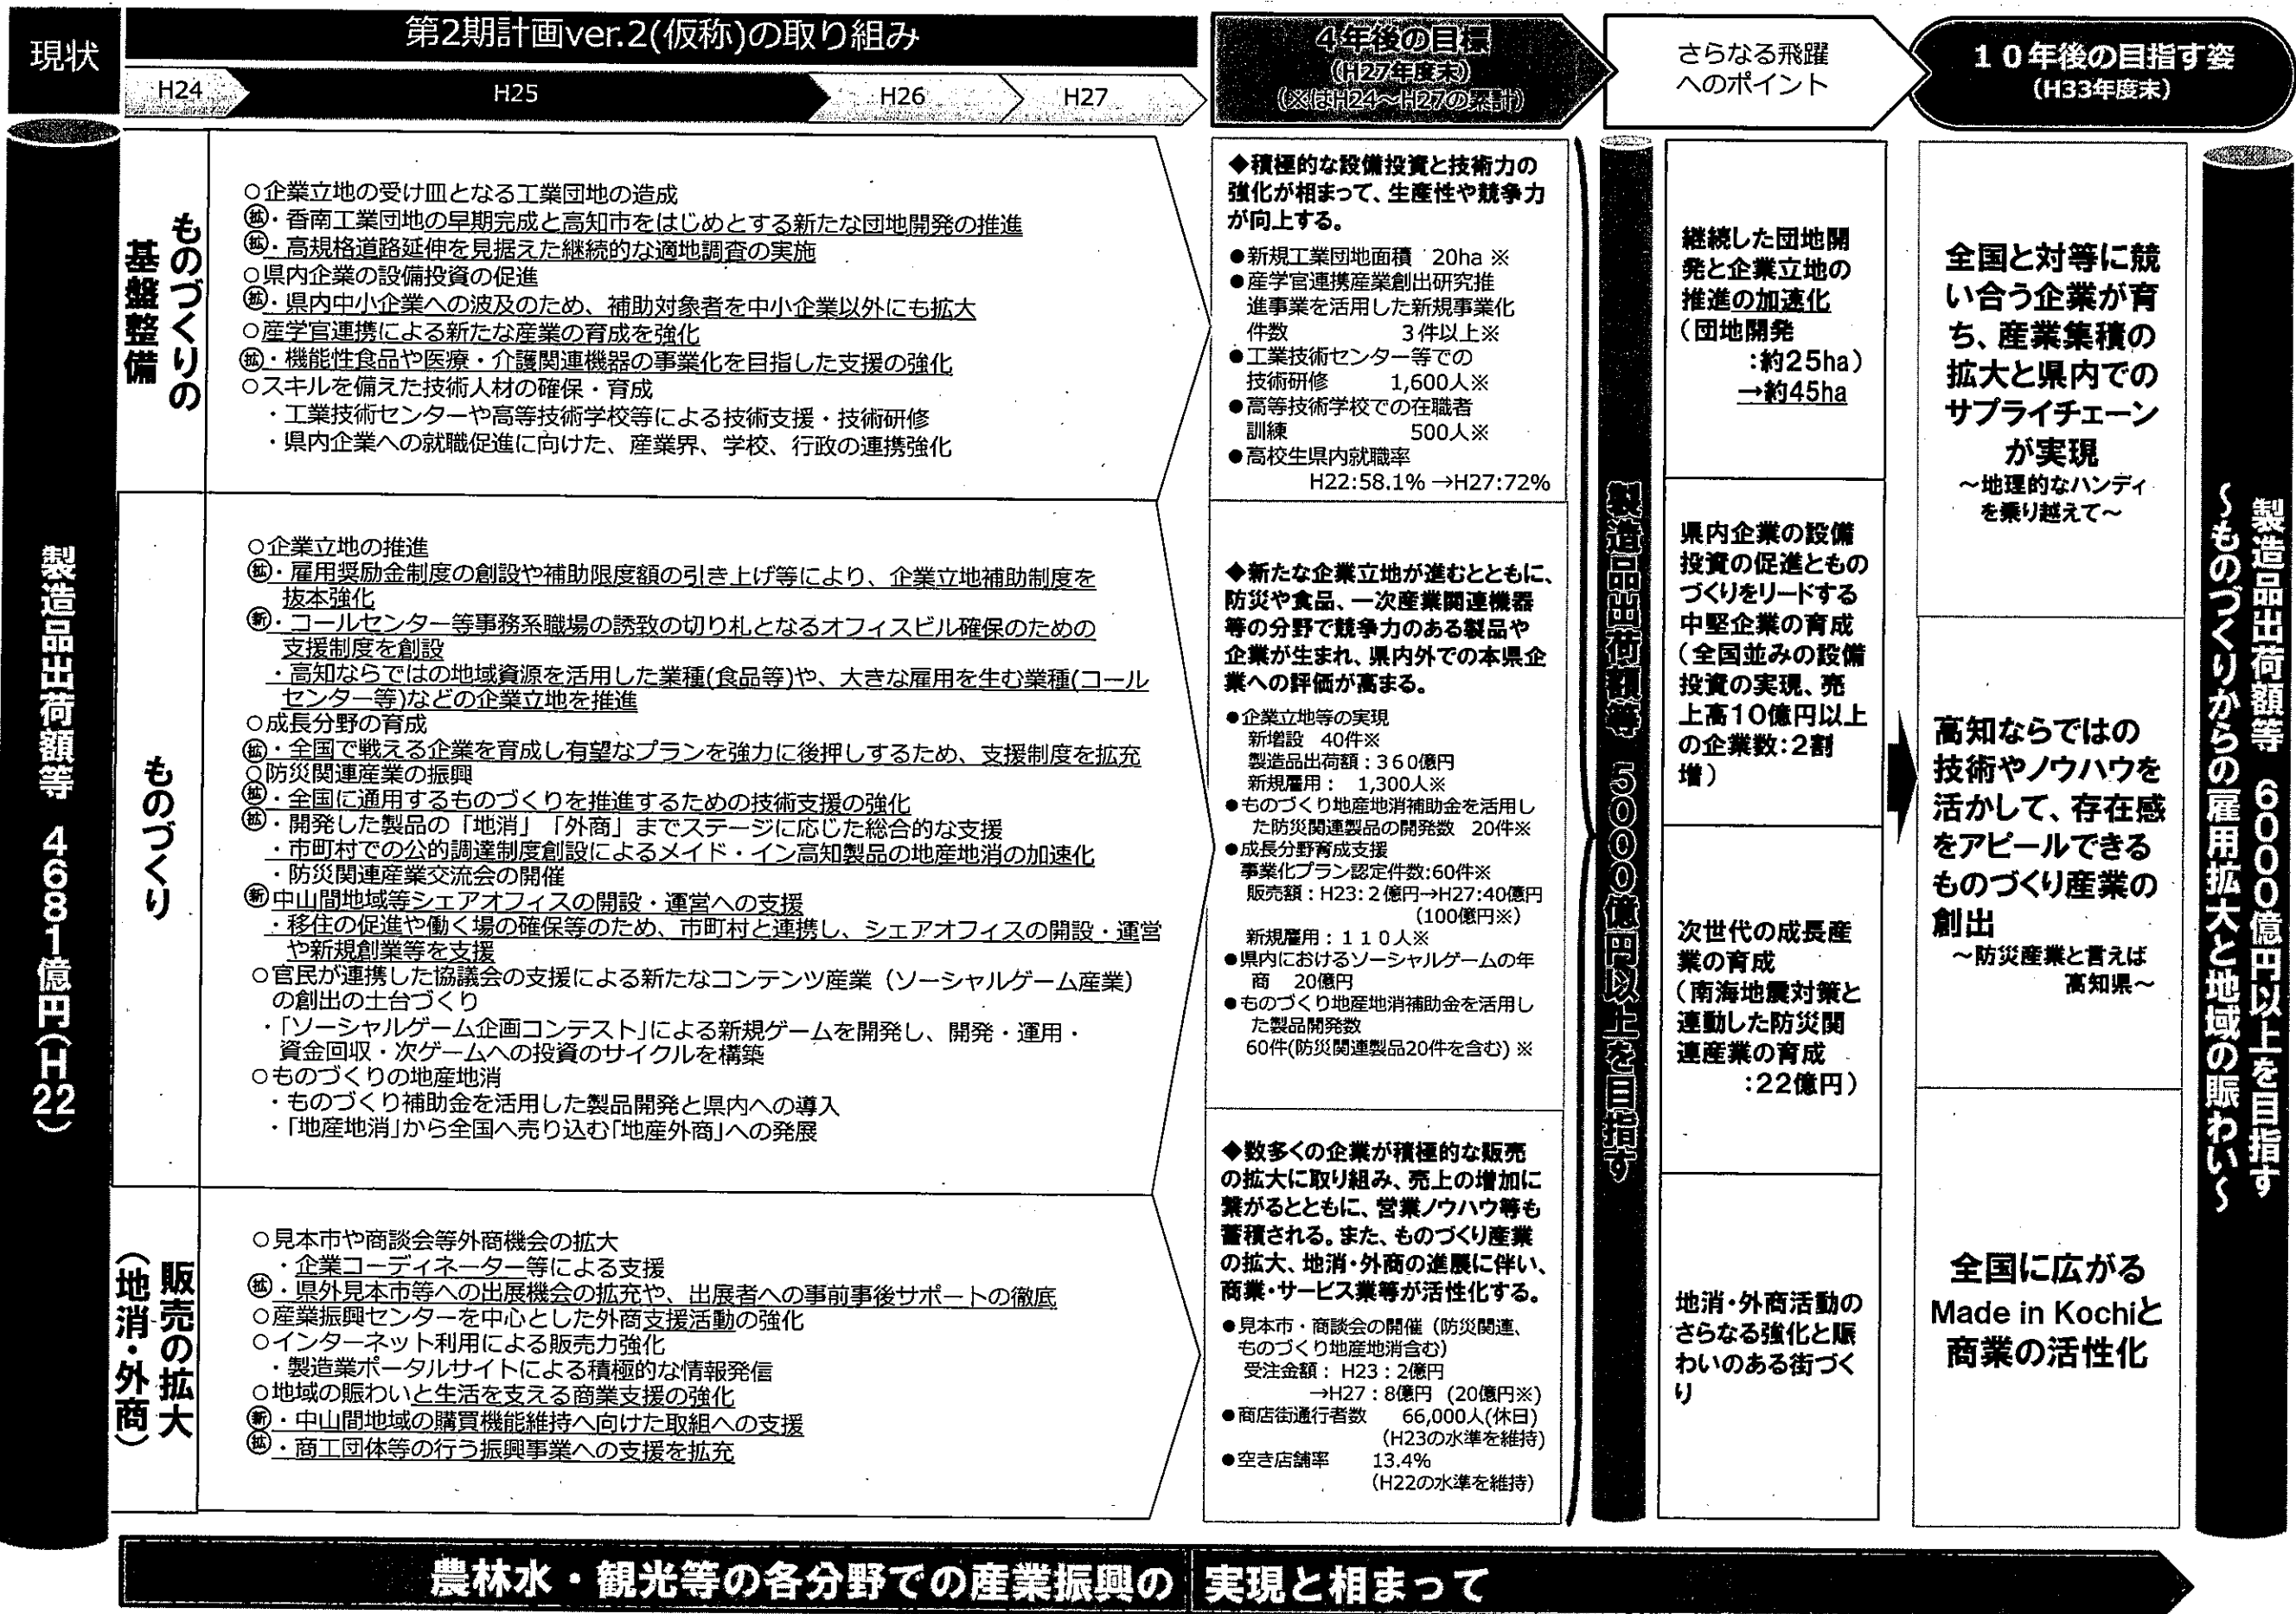 現状
第2期計画ver.2(仮称)の取り組み
H24
H25
H26
H27
4年後の目標
(H27年度末)
(※はH24～H27の累計)
さらなる飛躍
へのポイント
10年後の目指す姿
(H33年度末)
製造品出荷額等 4681億円(H22)
ものづくりの
基盤整備
○企業立地の受け皿となる工業団地の造成
拡・香南工業団地の早期完成と高知市をはじめとする新たな団地開発の推進
拡・高規格道路延伸を見据えた継続的な適地調査の実施
○県内企業の設備投資の促進
拡・県内中小企業への波及のため、補助対象者を中小企業以外にも拡大
○産学官連携による新たな産業の育成を強化
拡・機能性食品や医療・介護関連機器の事業化を目指した支援の強化
○スキルを備えた技術人材の確保・育成
・工業技術センターや高等技術学校等による技術支援・技術研修
・県内企業への就職促進に向けた、産業界、学校、行政の連携強化
ものづくり
○企業立地の推進
拡・雇用奨励金制度の創設や補助限度額の引き上げ等により、企業立地補助制度を
抜本強化
新・コールセンター等事務系職場の誘致の切り札となるオフィスビル確保のための
支援制度を創設
・高知ならではの地域資源を活用した業種(食品等)や、大きな雇用を生む業種(コール
センター等)などの企業立地を推進
○成長分野の育成
拡・全国で戦える企業を育成し有望なプランを強力に後押しするため、支援制度を拡充
○防災関連産業の振興
拡・全国に通用するものづくりを推進するための技術支援の強化
拡・開発した製品の「地消」「外商」までステージに応じた総合的な支援
・市町村での公的調達制度創設によるメイド・イン高知製品の地産地消の加速化
・防災関連産業交流会の開催
新中山間地域等シェアオフィスの開設・運営への支援
・移住の促進や働く場の確保等のため、市町村と連携し、シェアオフィスの開設・運営
や新規創業等を支援
○官民が連携した協議会の支援による新たなコンテンツ産業（ソーシャルゲーム産業）
の創出の土台づくり
・「ソーシャルゲーム企画コンテスト」による新規ゲームを開発し、開発・運用・
資金回収・次ゲームへの投資のサイクルを構築
○ものづくりの地産地消
・ものづくり補助金を活用した製品開発と県内への導入
・「地産地消」から全国へ売り込む「地産外商」への発展
販売の拡大
(地消・外商)
○見本市や商談会等外商機会の拡大
・企業コーディネーター等による支援
拡・県外見本市等への出展機会の拡充や、出展者への事前事後サポートの徹底
○産業振興センターを中心とした外商支援活動の強化
○インターネット利用による販売力強化
・製造業ポータルサイトによる積極的な情報発信
○地域の賑わいと生活を支える商業支援の強化
新・中山間地域の購買機能維持へ向けた取組への支援
拡・商工団体等の行う振興事業への支援を拡充
◆積極的な設備投資と技術力の
強化が相まって、生産性や競争力
が向上する。
●新規工業団地面積 20ha ※
●産学官連携産業創出研究推
進事業を活用した新規事業化
件数 3件以上※
●工業技術センター等での
技術研修 1,600人※
●高等技術学校での在職者
訓練 500人※
●高校生県内就職率
H22:58.1% →H27:72%
◆新たな企業立地が進むとともに、
防災や食品、一次産業関連機器
等の分野で競争力のある製品や
企業が生まれ、県内外での本県企
業への評価が高まる。
●企業立地等の実現
新増設 40件※
製造品出荷額：360億円
新規雇用： 1,300人※
●ものづくり地産地消補助金を活用し
た防災関連製品の開発数 20件※
●成長分野育成支援
事業化プラン認定件数:60件※
販売額：H23:2億円→H27:40億円
(100億円※)
新規雇用：110人※
●県内におけるソーシャルゲームの年
商 20億円
●ものづくり地産地消補助金を活用し
た製品開発数
60件(防災関連製品20件を含む) ※
◆数多くの企業が積極的な販売
の拡大に取り組み、売上の増加に
繋がるとともに、営業ノウハウ等も
蓄積される。また、ものづくり産業
の拡大、地消・外商の進展に伴い、
商業・サービス業等が活性化する。
●見本市・商談会の開催（防災関連、
ものづくり地産地消含む）
受注金額： H23：2億円
→H27：8億円 (20億円※)
●商店街通行者数 66,000人(休日)
(H23の水準を維持)
●空き店舗率 13.4%
(H22の水準を維持)
製造品出荷額等 5000億円以上を目指す
継続した団地開
発と企業立地の
推進の加速化
（団地開発
:約25ha）
→約45ha
県内企業の設備
投資の促進ともの
づくりをリードする
中堅企業の育成
（全国並みの設備
投資の実現、売
上高10億円以上
の企業数:2割
増）
次世代の成長産
業の育成
（南海地震対策と
連動した防災関
連産業の育成
:22億円）
地消・外商活動の
さらなる強化と賑
わいのある街づく
り
全国と対等に競
い合う企業が育
ち、産業集積の
拡大と県内での
サプライチェーン
が実現
～地理的なハンディ
を乗り越えて～
高知ならではの
技術やノウハウを
活かして、存在感
をアピールできる
ものづくり産業の
創出
～防災産業と言えば
高知県～
全国に広がる
Made in Kochiと
商業の活性化
製造品出荷額等 6000億円以上を目指す
～ものづくりからの雇用拡大と地域の賑わい～
農林水・観光等の各分野での産業振興の 実現と相まって